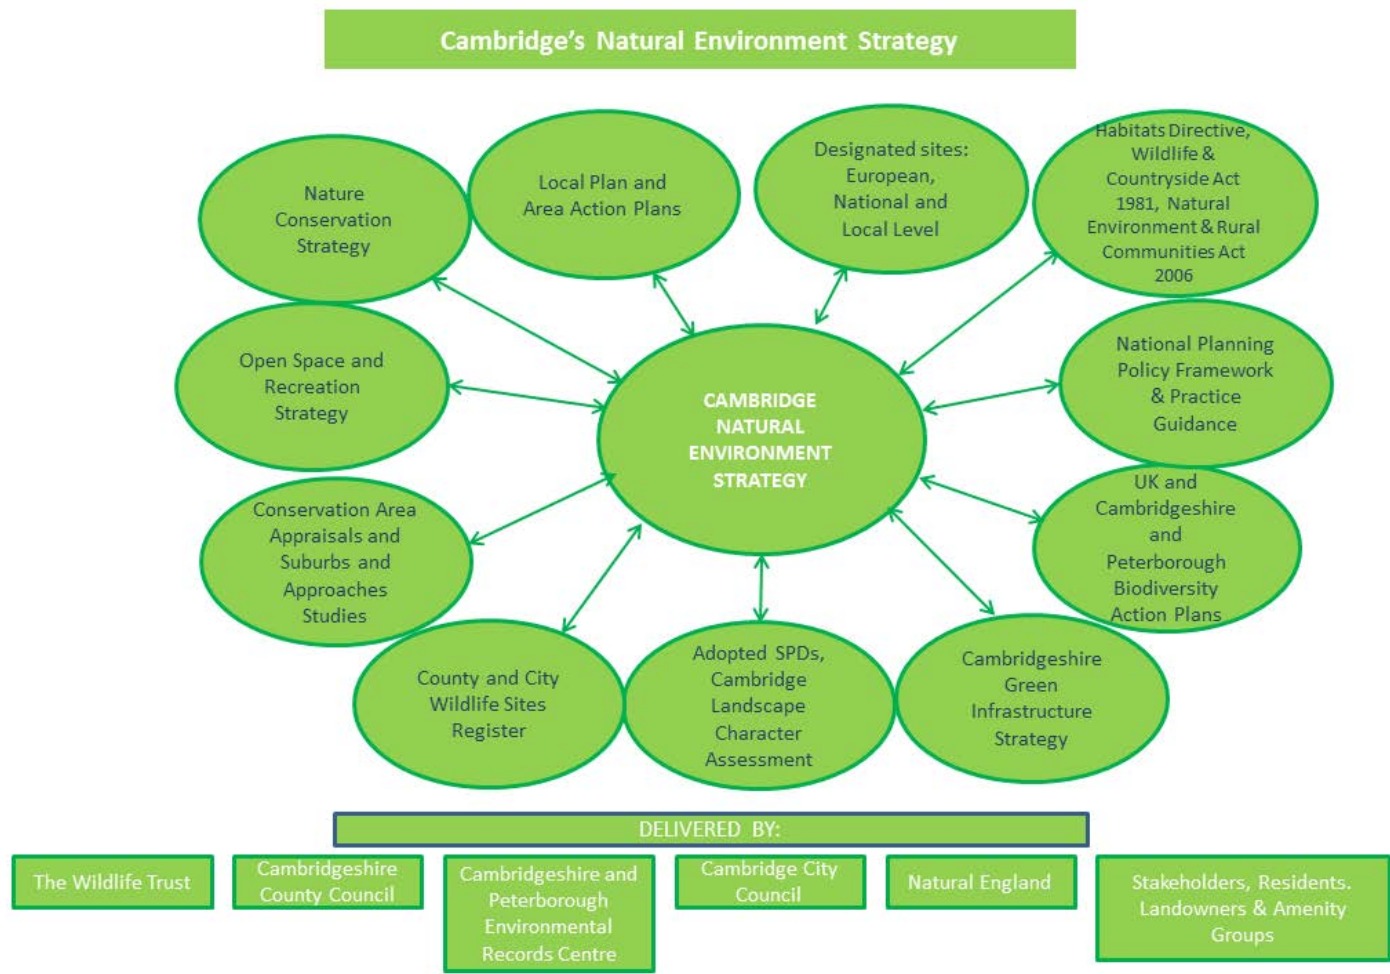 Cambridge's Natural Environment Strategy
Nature
Conservation
Strategy
Local Plan and
Area Action Plans
Designated sites:
European,
National and
Local Level
Habitats Directive,
Wildlife &
Countryside Act
1981, Natural
Environment & Rural
Communities Act
2006
Open Space and
Recreation
Strategy
CAMBRIDGE
NATURAL
ENVIRONMENT
STRATEGY
National Planning
Policy Framework
& Practice
Guidance
Conservation Area
Appraisals and
Suburbs and
Approaches
Studies
UK and
Cambridgeshire
and
Peterborough
Biodiversity
Action Plans
County and City
Wildlife Sites
Register
Adopted SPDs,
Cambridge
Landscape
Character
Assessment
Cambridgeshire
Green
Infrastructure
Strategy
DELIVERED BY:
The Wildlife Trust
Cambridgeshire
County Council
Cambridgeshire and
Peterborough
Environmental
Records Centre
Cambridge City
Council
Natural England
Stakeholders, Residents.
Landowners & Amenity
Groups